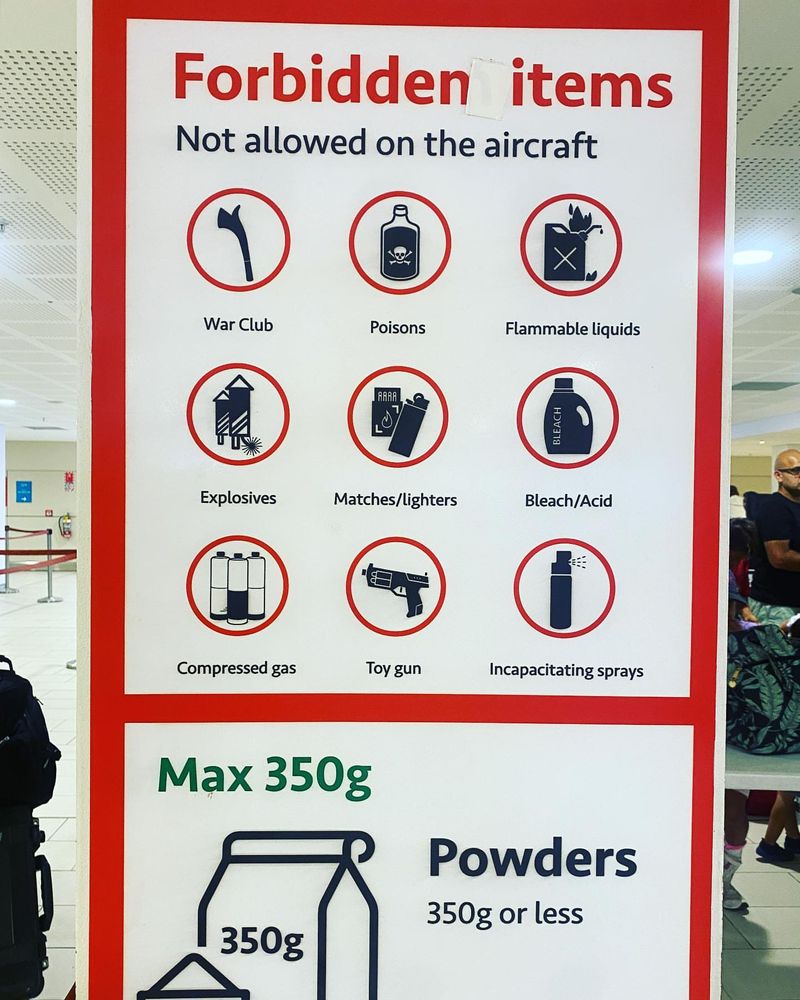 Forbidden items
Not allowed on the aircraft
War Club
Poisons
Flammable liquids
BLEACH
Explosives
Matches/lighters
Bleach/Acid
Compressed gas
Toy gun
Incapacitating sprays
Max 350g
Powders
350g or less
350g